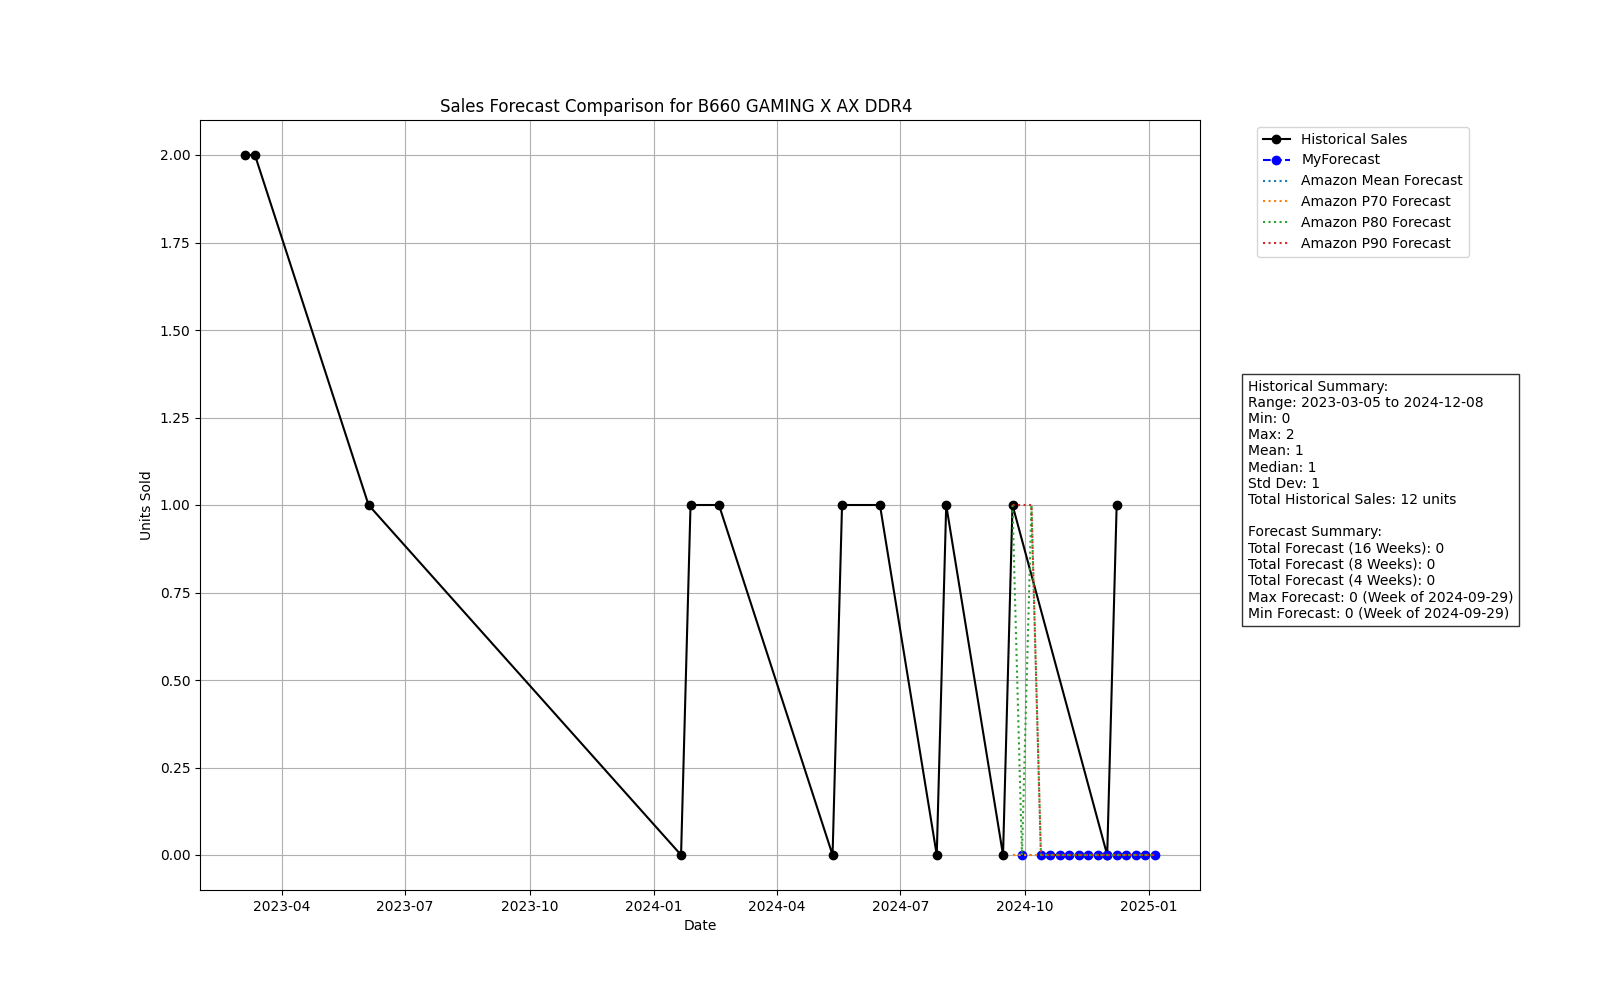 Sales Forecast Comparison for B660 GAMING X AX DDR4
2.00
1.75
1.50
1.25
1.00
0.75
0.50
0.25
0.00
Units Sold
2023-04
2023-07
2023-10
2024-01
2024-04
2024-07
2024-10
2025-01
Date
Historical Sales
MyForecast
Amazon Mean Forecast
Amazon P70 Forecast
Amazon P80 Forecast
Amazon P90 Forecast
Historical Summary:
Range: 2023-03-05 to 2024-12-08
Min: 0
Max: 2
Mean: 1
Median: 1
Std Dev: 1
Total Historical Sales: 12 units
Forecast Summary:
Total Forecast (16 Weeks): 0
Total Forecast (8 Weeks): 0
Total Forecast (4 Weeks): 0
Max Forecast: 0 (Week of 2024-09-29)
Min Forecast: 0 (Week of 2024-09-29)